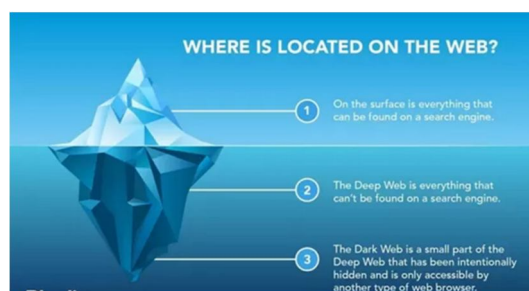 WHERE IS LOCATED ON THE WEB?
1
On the surface is everything that
can be found on a search engine.
2
The Deep Web is everything that
can't be found on a search engine.
3
The Dark Web is a small part of the
Deep Web that has been intentionally
hidden and is only accessible by
another type of web browser.